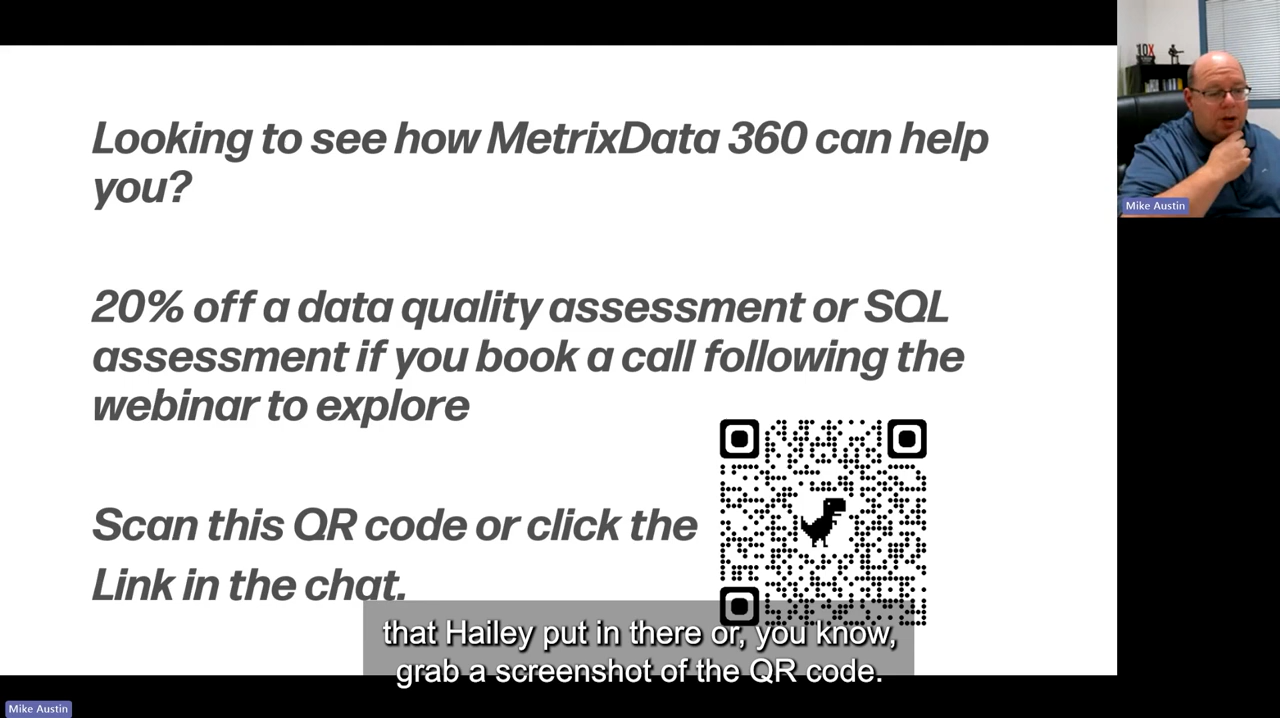 Looking to see how MetrixData 360 can help
you?
20% off a data quality assessment or SQL
assessment if you book a call following the
webinar to explore
Scan this QR code or click the
Link in the chat.
that Hailey put in there or, you know,
grab a screenshot of the QR code.
10X
Mike Austin
Mike Austin